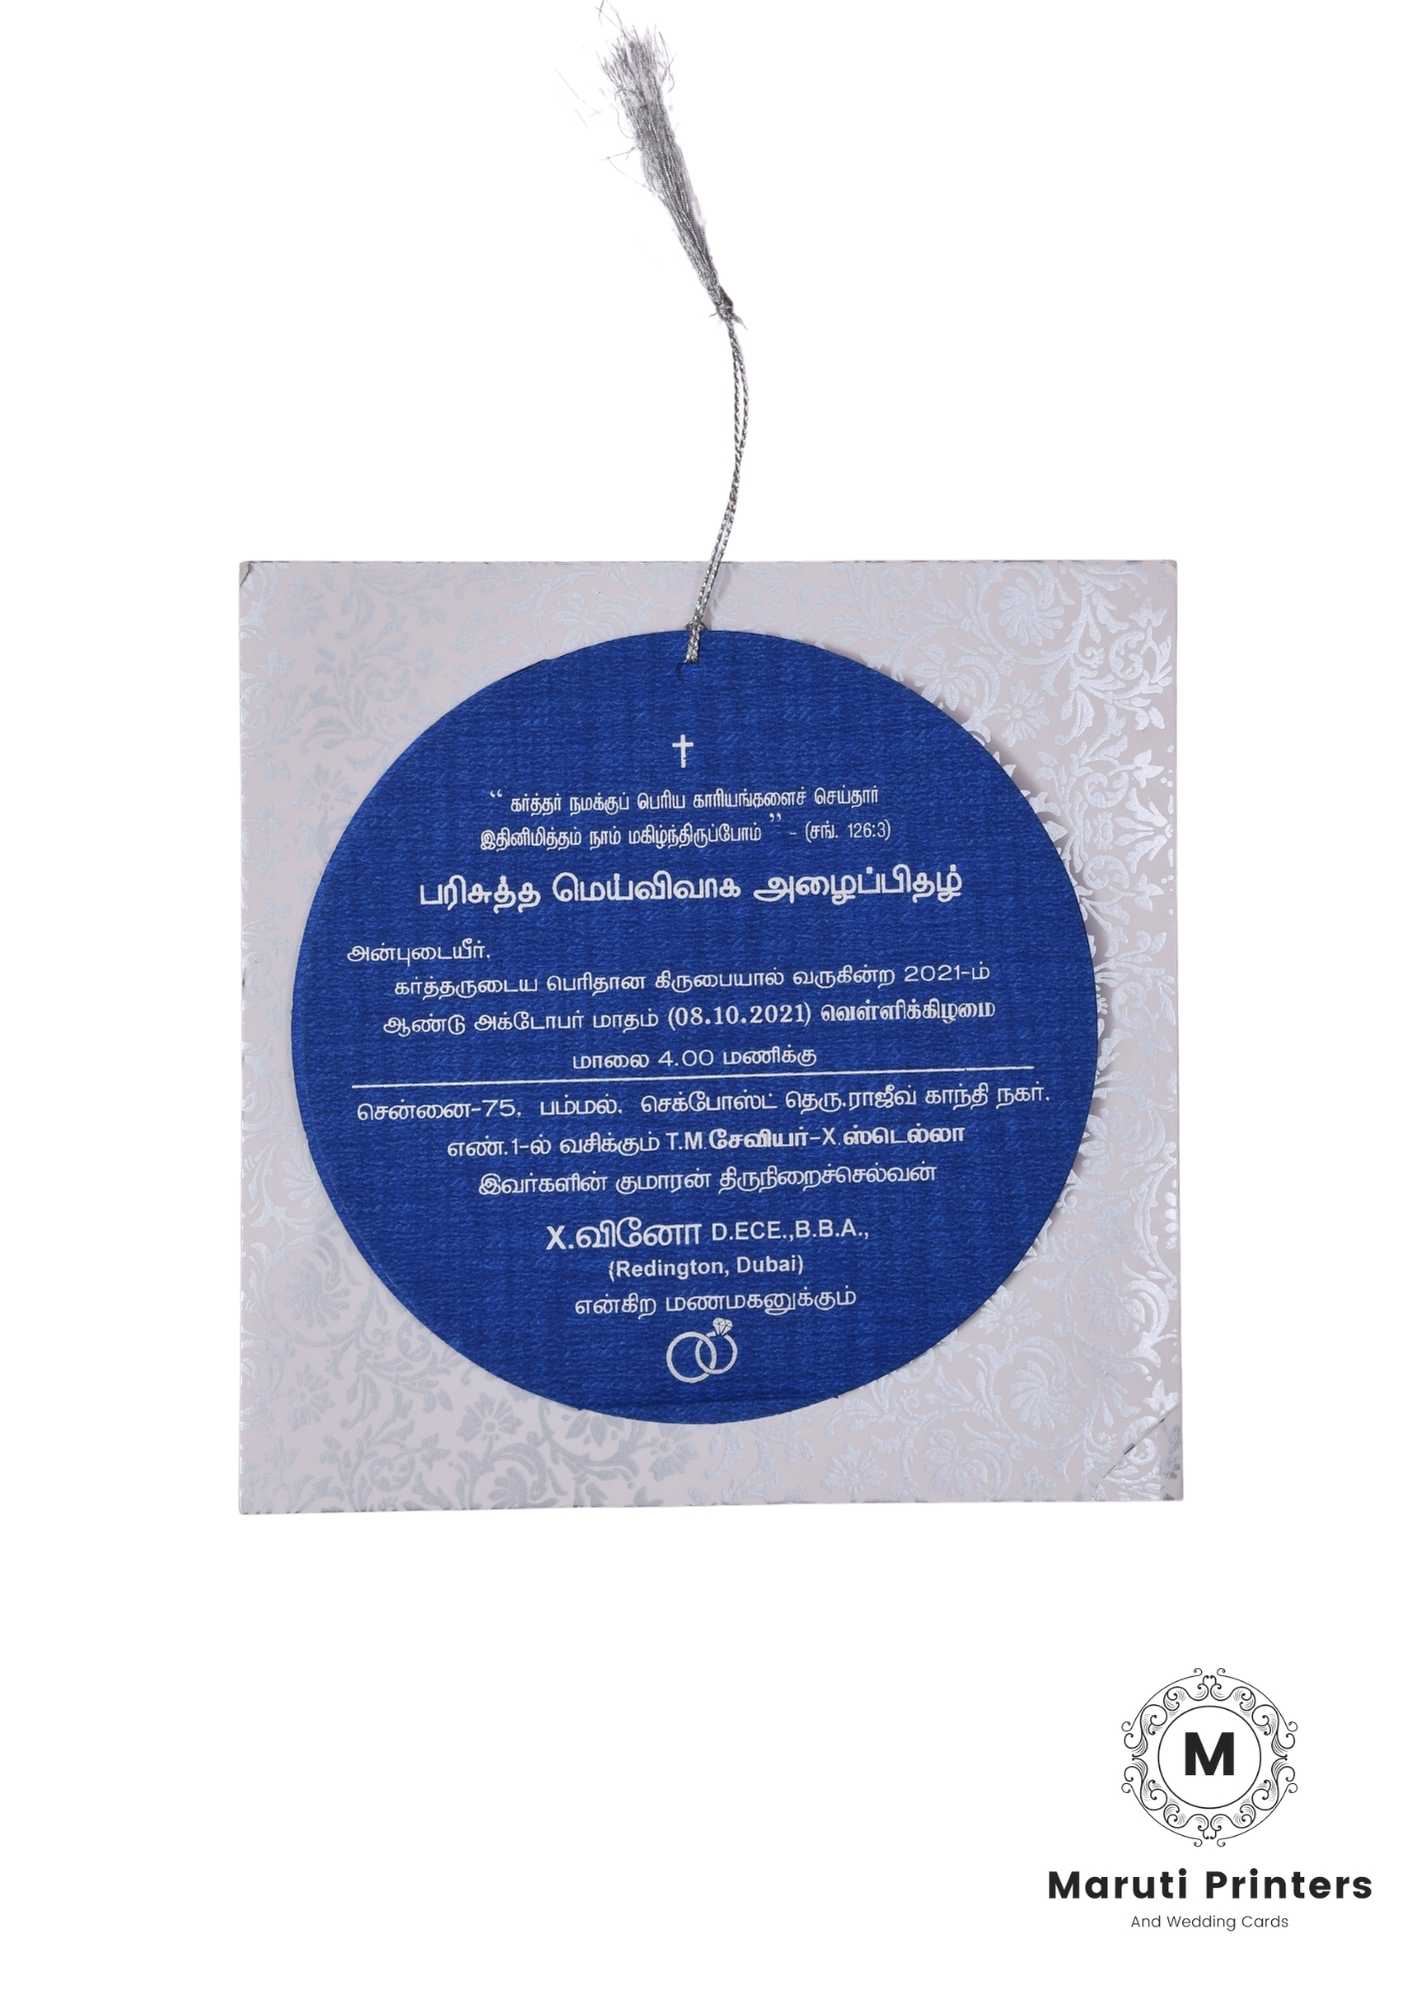 “ கர்த்தர் நமக்குப் பெரிய காரியங்களைச் செய்தார்
இதினிமித்தம் நாம் மகிழ்ந்திருப்போம் ” - (சங். 126:3)
பரிசுத்த மெய்விவாக அழைப்பிதழ்
அன்புடையீர்,
கர்த்தருடைய பெரிதான கிருபையால் வருகின்ற 2021-ம்
ஆண்டு அக்டோபர் மாதம் (08.10.2021) வெள்ளிக்கிழமை
மாலை 4.00 மணிக்கு
சென்னை-75, பம்மல், செக்போஸ்ட் தெரு,ராஜீவ் காந்தி நகர்,
எண்.1-ல் வசிக்கும் T.M.சேவியர்-X.ஸ்டெல்லா
இவர்களின் குமாரன் திருநிறைச்செல்வன்
X.வினோ D.ECE.,B.B.A.,
(Redington, Dubai)
என்கிற மணமகனுக்கும்
M
Maruti Printers
And Wedding Cards